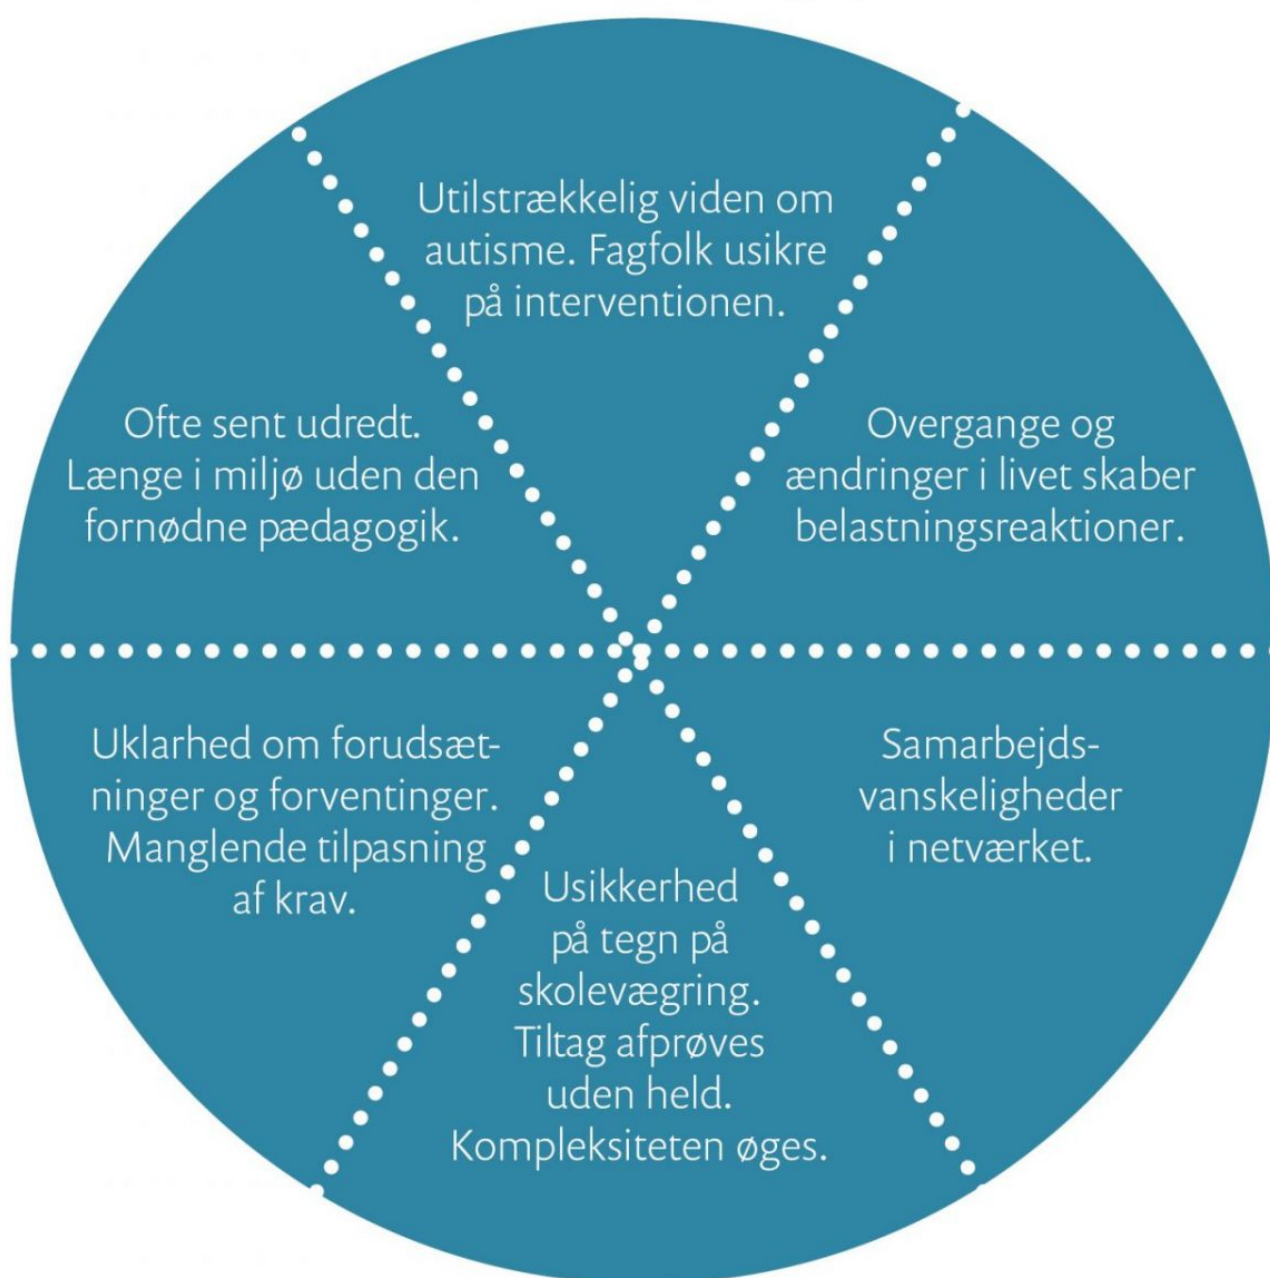 Utilstrækkelig viden om
autisme. Fagfolk usikre
på interventionen.
Overgange og
ændringer i livet skaber
belastningsreaktioner.
Samarbejds-
vanskeligheder
i netværket.
Usikkerhed
på tegn på
skolevægring.
Tiltag afprøves
uden held.
Kompleksiteten øges.
Uklarhed om forudsæt-
ninger og forventinger.
Manglende tilpasning
af krav.
Ofte sent udredt.
Længe i miljø uden den
fornødne pædagogik.